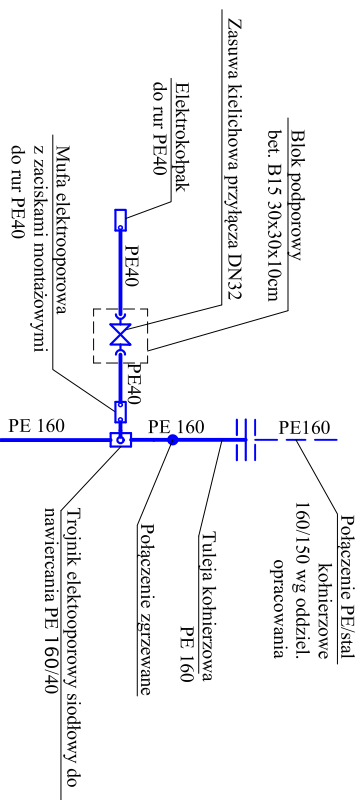 Blok podporowy
bet. B15 30x30x10cm
Zasuwa kielichowa przyłącza DN32
Elektrokołpak
do rur PE40
Mufa elektrooporowa
z zaciskami montażowymi
do rur PE40
PE40
PE40
PE 160
PE 160
PE160
Połączenie PE/stal
kołnierzowe
160/150 wg oddziel.
opracowania
Tuleja kołnierzowa
PE 160
Połączenie zgrzewane
Trojnik elektooporowy siodłowy do
nawiercania PE 160/40